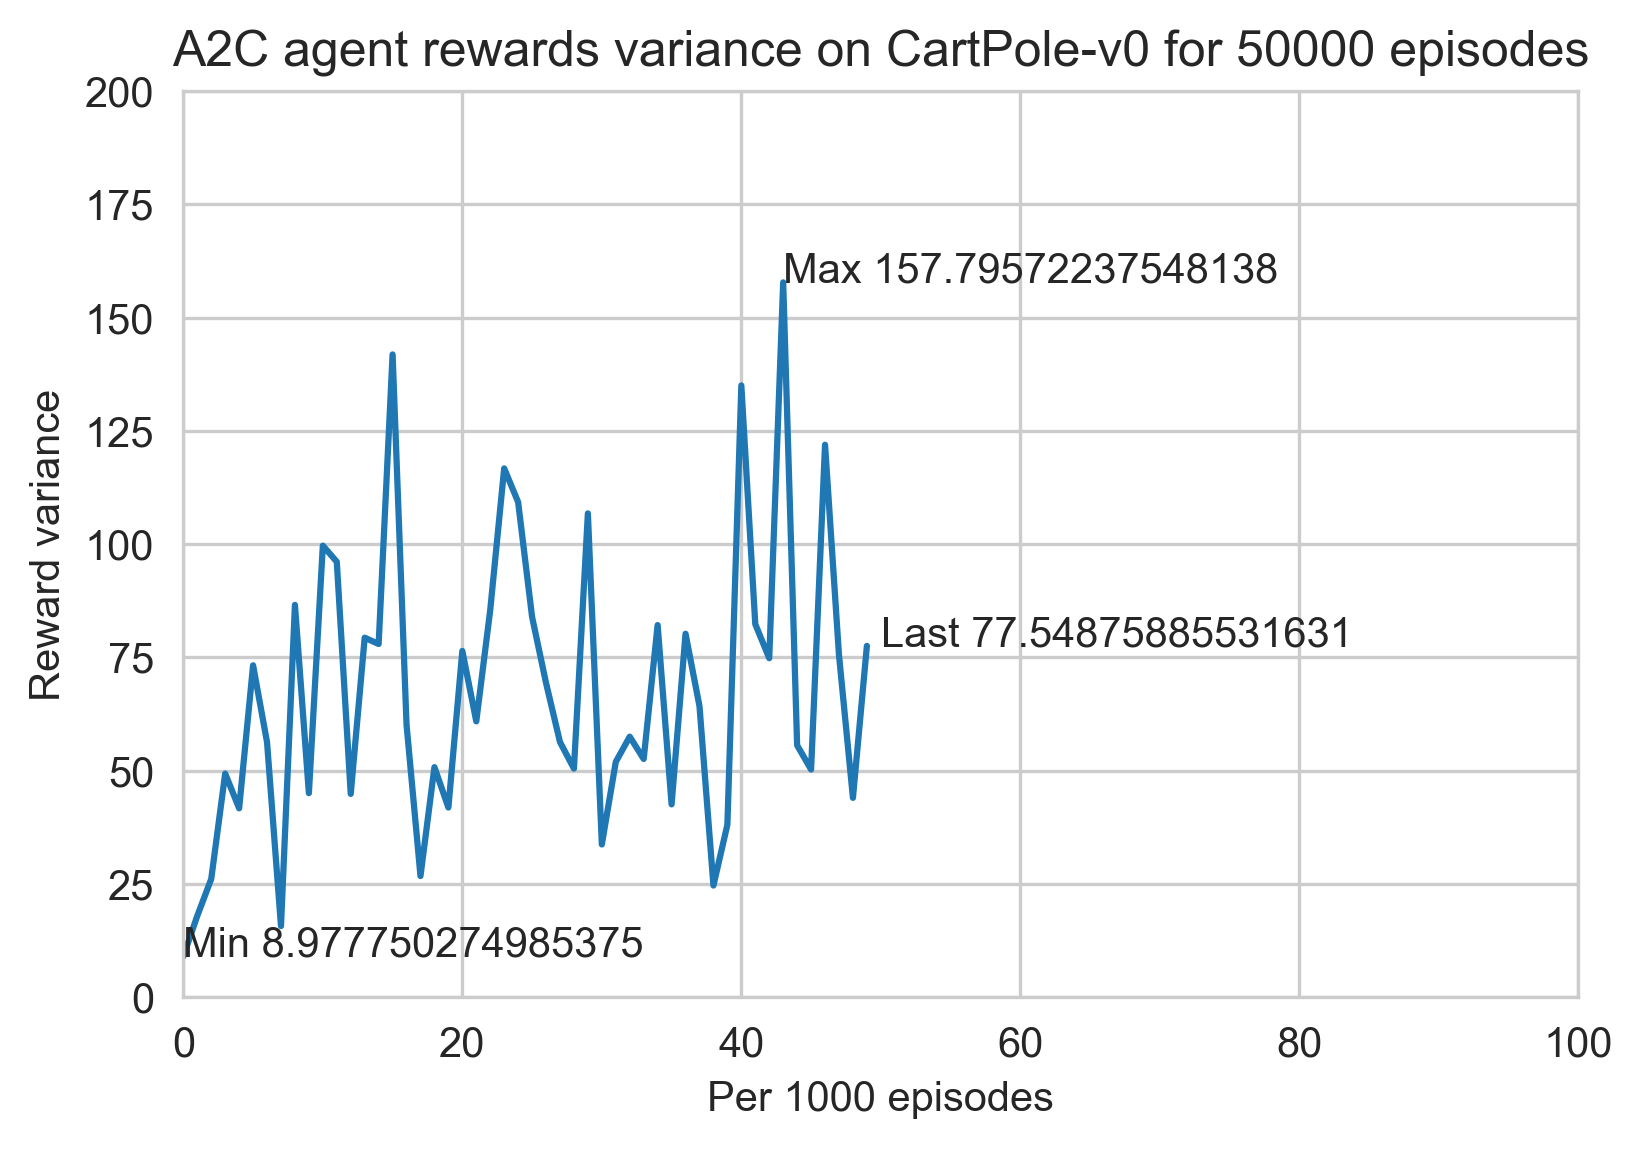 A2C agent rewards variance on CartPole-v0 for 50000 episodes
200
175
150
125
100
75
50
25
0
Reward variance
Max 157.79572237548138
Last 77.54875885531631
Min 8.977750274985375
0 20 40 60 80 100
Per 1000 episodes